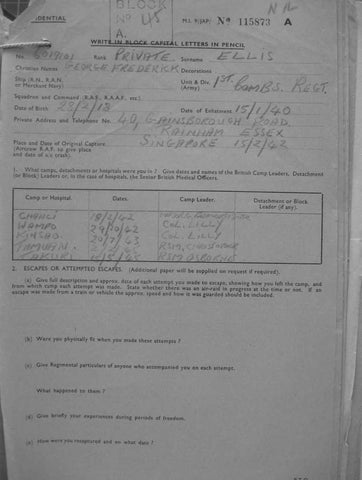 BLOCK
Nº 45
A.
DENTIAL
M.I. 9/JAP/ Nº 115873 A
WRITE IN BLOCK CAPITAL LETTERS IN PENCIL
No. Rank PRIVATE Surname ELLIS
Christian Names GEORGE FREDERICK Decorations
Ship (R.N., R.A.N. or Merchant Navy) Unit & Div. (Army) 1ST CAMBS. REGT.
Squadron and Command (R.A.F., R.A.A.F., etc.)
Date of Birth 23/2/18 Date of Enlistment 15/1/40
Private Address and Telephone No. 40, GAINSBOROUGH ROAD,
RAINHAM ESSEX
Place and Date of Original Capture SINGAPORE 15/2/42
(Aircrew R.A.F. to give place
and date of a/c crash)
1. What camps, detachments or hospitals were you in? Give dates and names of the British Camp Leaders, Detachment
(or Block) Leaders or, in the case of hospitals, the Senior British Medical Officers.
Camp or Hospital. Dates. Camp Leader. Detachment or Block Leader (if any).
CHANGI 18/2/42
WAMPO 29/10/42 COL. LILLY
KINSAO 20/7/43 COL. LILLY
TAMUAN. RSM,
TAKURI RSM OSBORNE
2. ESCAPES OR ATTEMPTED ESCAPES. (Additional paper will be supplied on request if required).
(a) Give full description and approx. date of each attempt you made to escape, showing how you left the camp, and
from which camp each attempt was made. State whether there was an air-raid in progress at the time or not. If an
escape was made from a train or vehicle the approx. speed and how it was guarded should be included.
(b) Were you physically fit when you made these attempts ?
(c) Give Regimental particulars of anyone who accompanied you on each attempt.
What happened to them ?
(d) Give briefly your experiences during periods of freedom.
(e) How were you recaptured and on what date ?